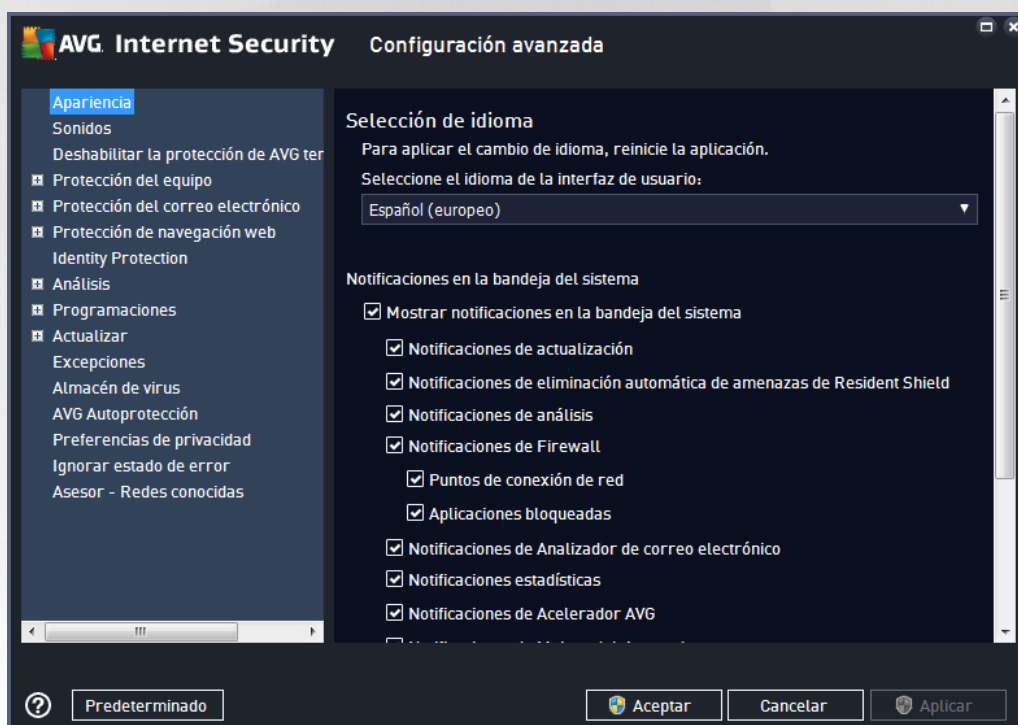 AVG. Internet Security Configuración avanzada
Apariencia
Sonidos
Deshabilitar la protección de AVG ter
Protección del equipo
Protección del correo electrónico
Protección de navegación web
Identity Protection
Análisis
Programaciones
Actualizar
Excepciones
Almacén de virus
AVG Autoprotección
Preferencias de privacidad
Ignorar estado de error
Asesor - Redes conocidas
Selección de idioma
Para aplicar el cambio de idioma, reinicie la aplicación.
Seleccione el idioma de la interfaz de usuario:
Español (europeo)
Notificaciones en la bandeja del sistema
Mostrar notificaciones en la bandeja del sistema
Notificaciones de actualización
Notificaciones de eliminación automática de amenazas de Resident Shield
Notificaciones de análisis
Notificaciones de Firewall
Puntos de conexión de red
Aplicaciones bloqueadas
Notificaciones de Analizador de correo electrónico
Notificaciones estadísticas
Notificaciones de Acelerador AVG
Predeterminado
Aceptar
Cancelar
Aplicar